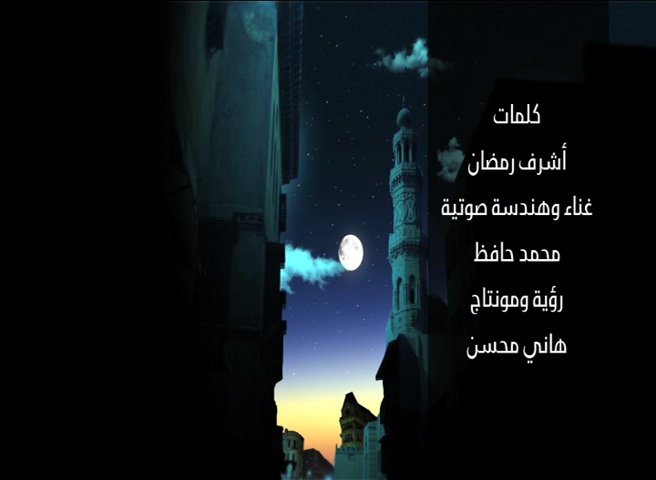 كلمات
أشرف رمضان
غناء وهندسة صوتية
محمد حافظ
رؤية ومونتاج
هاني محسن